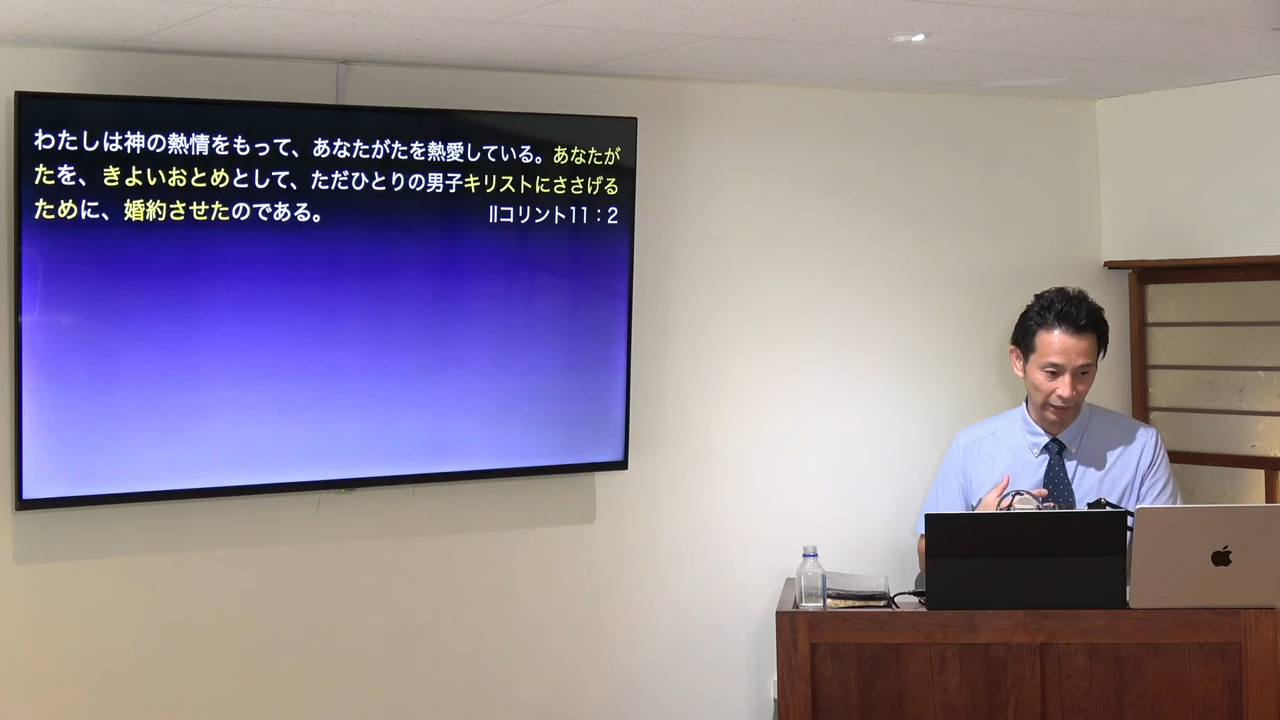 わたしは神の熱情をもって、あなたがたを熱愛している。あなたが
たを、きよいおとめとして、ただひとりの男子キリストにささげる
ために、婚約させたのである。 IIコリント11：2